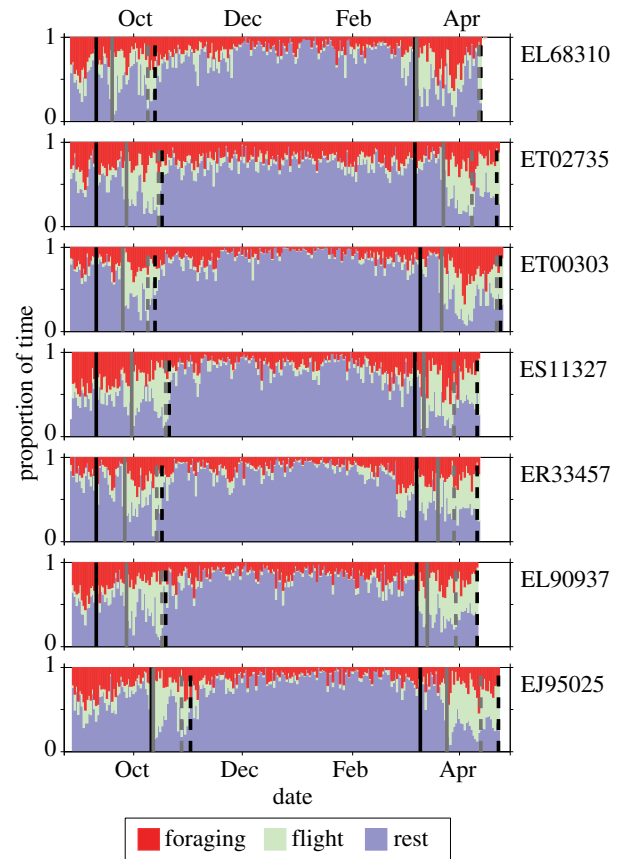 Oct Dec Feb Apr
1
0
EL68310
1
0
ET02735
1
0
ET00303
1
0
ES11327
1
0
ER33457
1
0
EL90937
1
0
EJ95025
proportion of time
Oct Dec Feb Apr
date
foraging flight rest